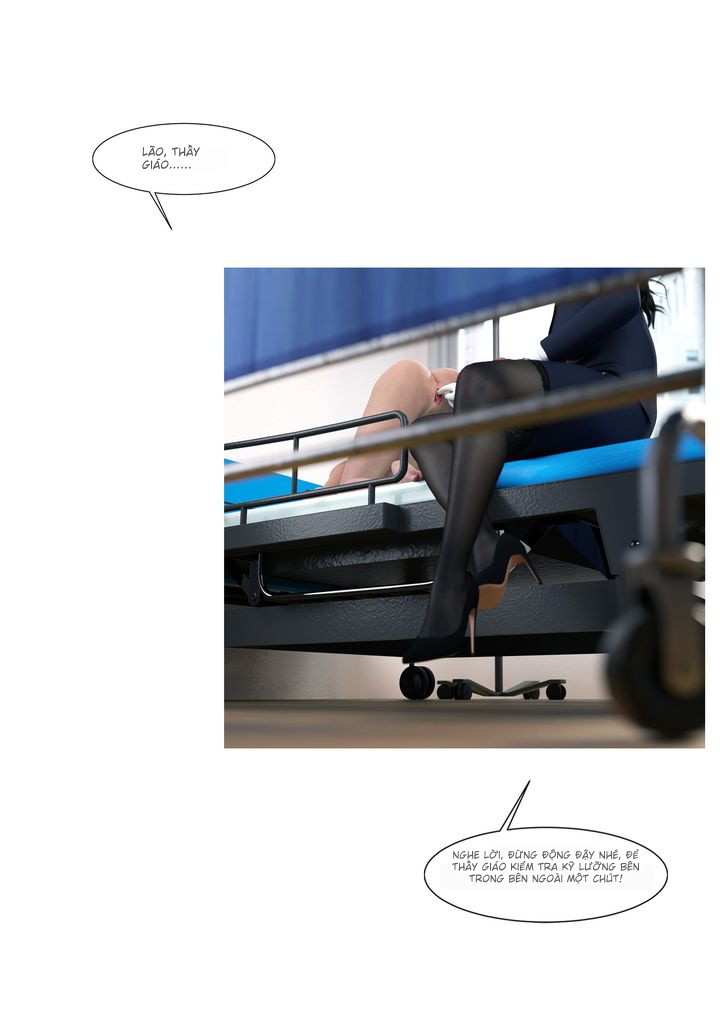 LÃO, THẦY
GIÁO......
NGHE LỜI, ĐỪNG ĐỘNG ĐẬY NHÉ, ĐỂ
THẦY GIÁO KIỂM TRA KỸ LƯỠNG BÊN
TRONG BÊN NGOÀI MỘT CHÚT!